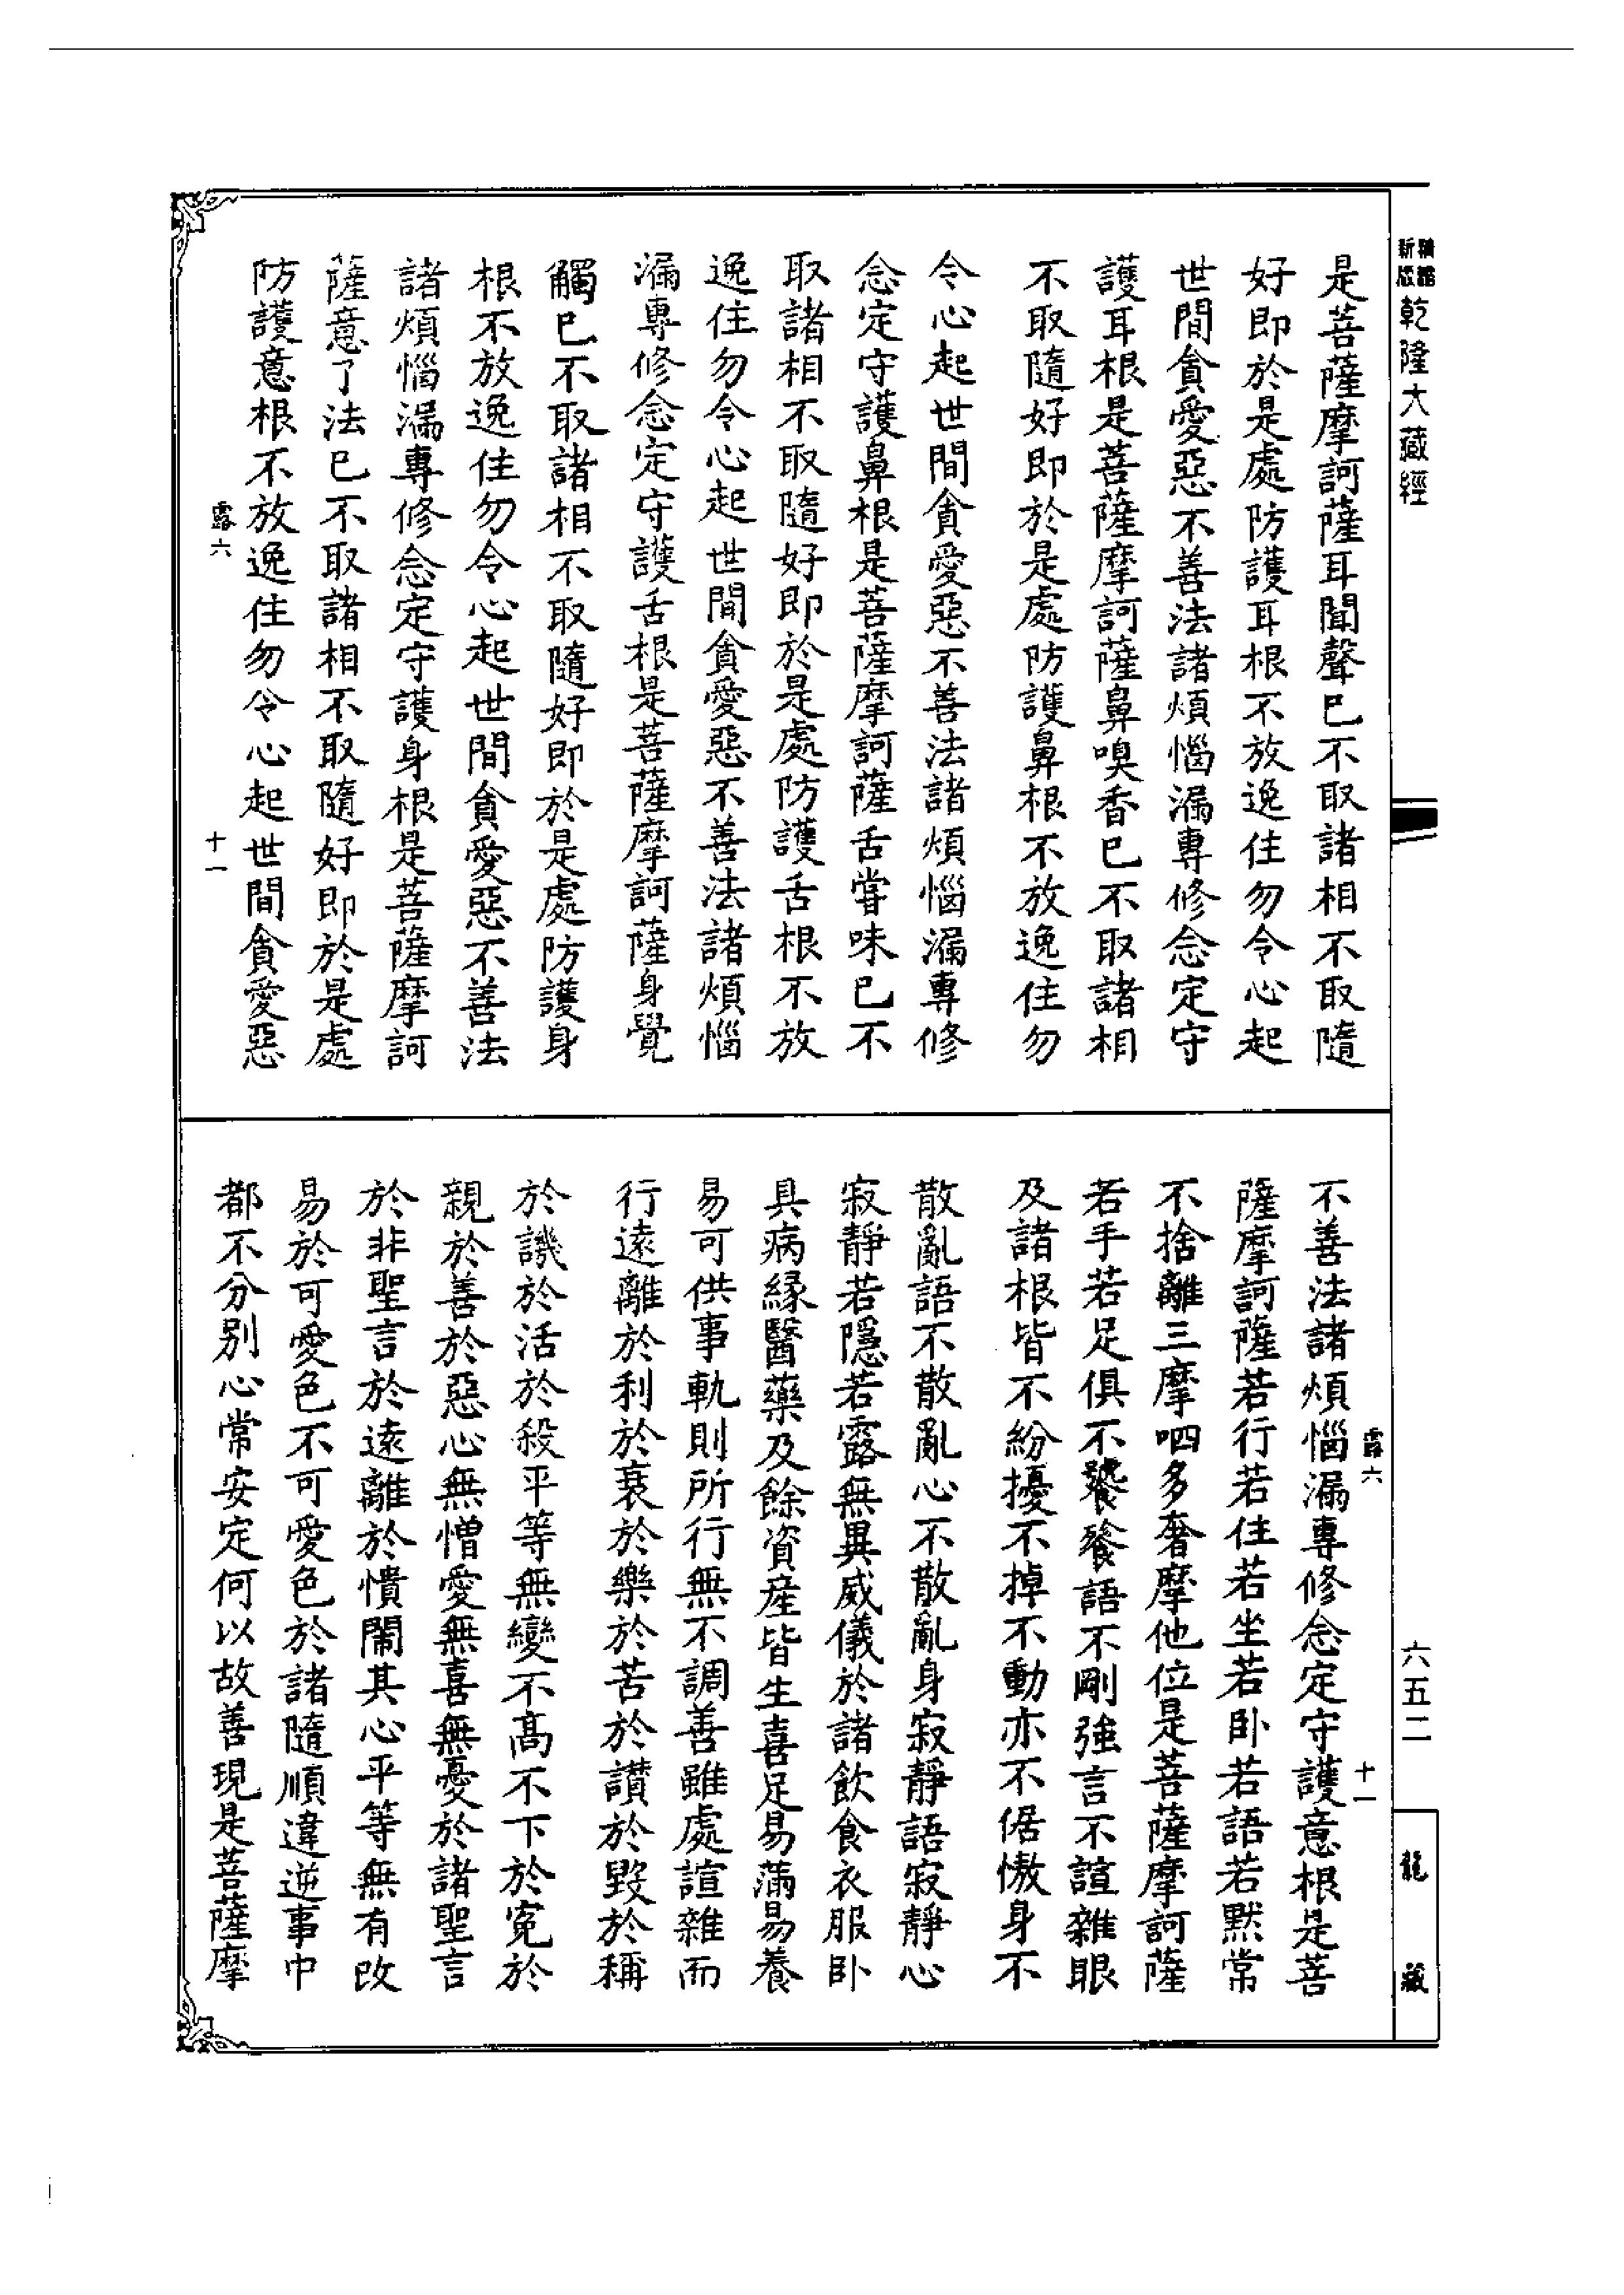 精繕
新版
乾隆大藏經
是菩薩摩訶薩耳聞聲已不取諸相不取隨
好即於是處防護耳根不放逸住勿令心起
世間貪愛惡不善法諸煩惱漏專修念定守
護耳根是菩薩摩訶薩鼻嗅香已不取諸相
不取隨好即於是處防護鼻根不放逸住勿
令心起世間貪愛惡不善法諸煩惱漏專修
念定守護鼻根是菩薩摩訶薩舌嘗味已不
取諸相不取隨好即於是處防護舌根不放
逸住勿令心起世間貪愛惡不善法諸煩惱
漏專修念定守護舌根是菩薩摩訶薩身覺
觸已不取諸相不取隨好即於是處防護身
根不放逸住勿令心起世間貪愛惡不善法
諸煩惱漏專修念定守護身根是菩薩摩訶
薩意了法已不取諸相不取隨好即於是處
防護意根不放逸住勿令心起世間貪愛惡
露六
十一
不善法諸煩惱漏專修念定守護意根是菩
薩摩訶薩若行若住若坐若卧若語若默常
不捨離三摩呬多奢摩他位是菩薩摩訶薩
若手若足俱不躁擾語不剛強言不諠雜眼
及諸根皆不紛擾不掉不動亦不倨慠身不
散亂語不散亂心不散亂身寂靜語寂靜心
寂靜若隱若露無異威儀於諸飲食衣服卧
具病緣醫藥及餘資產皆生喜足易滿易養
易可供事軌則所行無不調善雖處諠雜而
行遠離於利於衰於樂於苦於讚於毀於稱
於譏於活於殺平等無變不高不下於寃於
親於善於惡心無憎愛無喜無憂於諸聖言
於非聖言於遠離於憒鬧其心平等無有改
易於可愛色不可愛色於諸隨順違逆事中
都不分別心常安定何以故善現是菩薩摩
露六
十一
六五二
龍藏